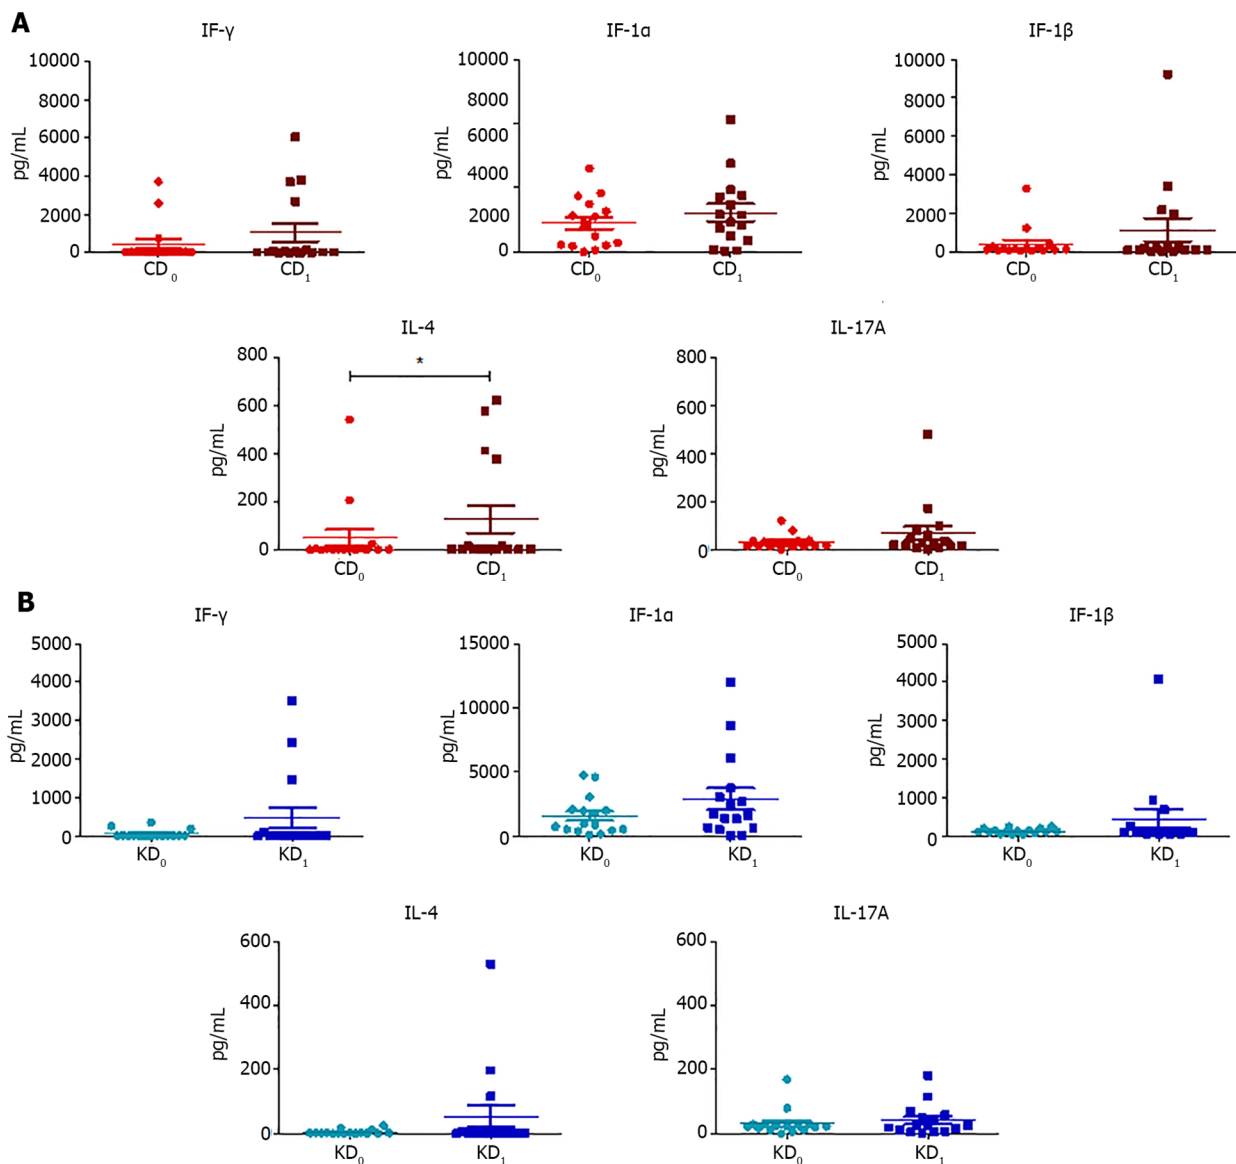 A
IF-γ
IF-1α
IF-1β
pg/mL
10000
8000
6000
4000
2000
0
CD0
CD1
pg/mL
10000
8000
6000
4000
2000
0
CD0
CD1
pg/mL
10000
8000
6000
4000
2000
0
CD0
CD1
IL-4
IL-17A
pg/mL
800
600
400
200
0
*
CD0
CD1
pg/mL
800
600
400
200
0
CD0
CD1
B
IF-γ
IF-1α
IF-1β
pg/mL
5000
4000
3000
2000
1000
0
KD0
KD1
pg/mL
15000
10000
5000
0
KD0
KD1
pg/mL
5000
4000
3000
2000
1000
0
KD0
KD1
IL-4
IL-17A
pg/mL
600
400
200
0
KD0
KD1
pg/mL
600
400
200
0
KD0
KD1